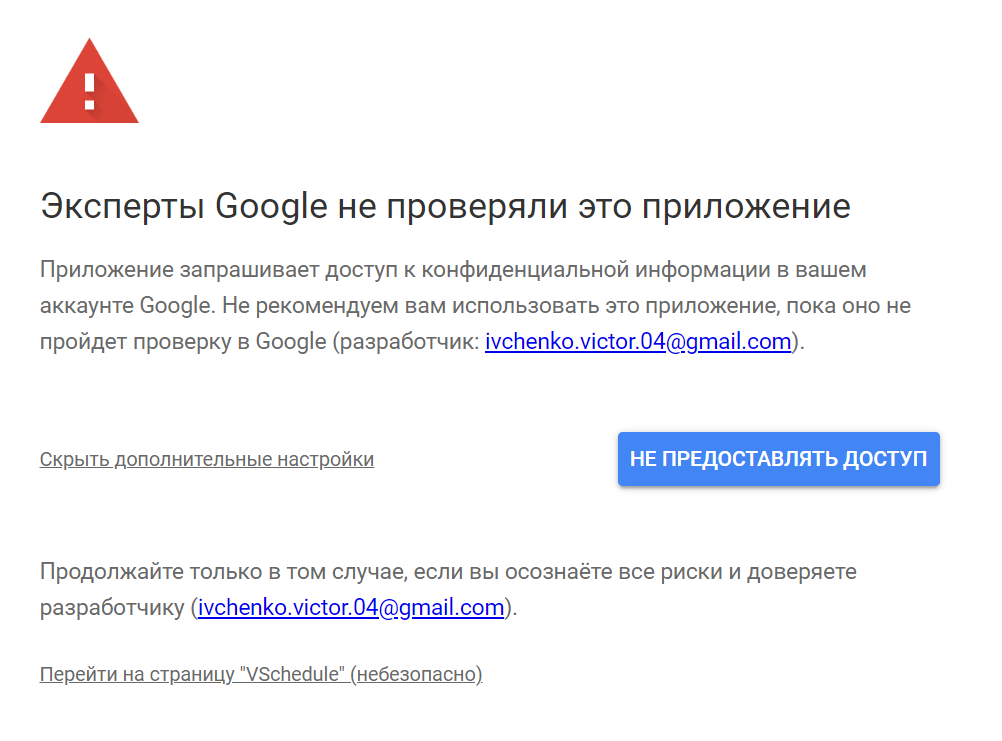 Эксперты Google не проверяли это приложение
Приложение запрашивает доступ к конфиденциальной информации в вашем
аккаунте Google. Не рекомендуем вам использовать это приложение, пока оно не
пройдет проверку в Google (разработчик: ivchenko.victor.04@gmail.com).
Скрыть дополнительные настройки
НЕ ПРЕДОСТАВЛЯТЬ ДОСТУП
Продолжайте только в том случае, если вы осознаёте все риски и доверяете
разработчику (ivchenko.victor.04@gmail.com).
Перейти на страницу "VSchedule" (небезопасно)